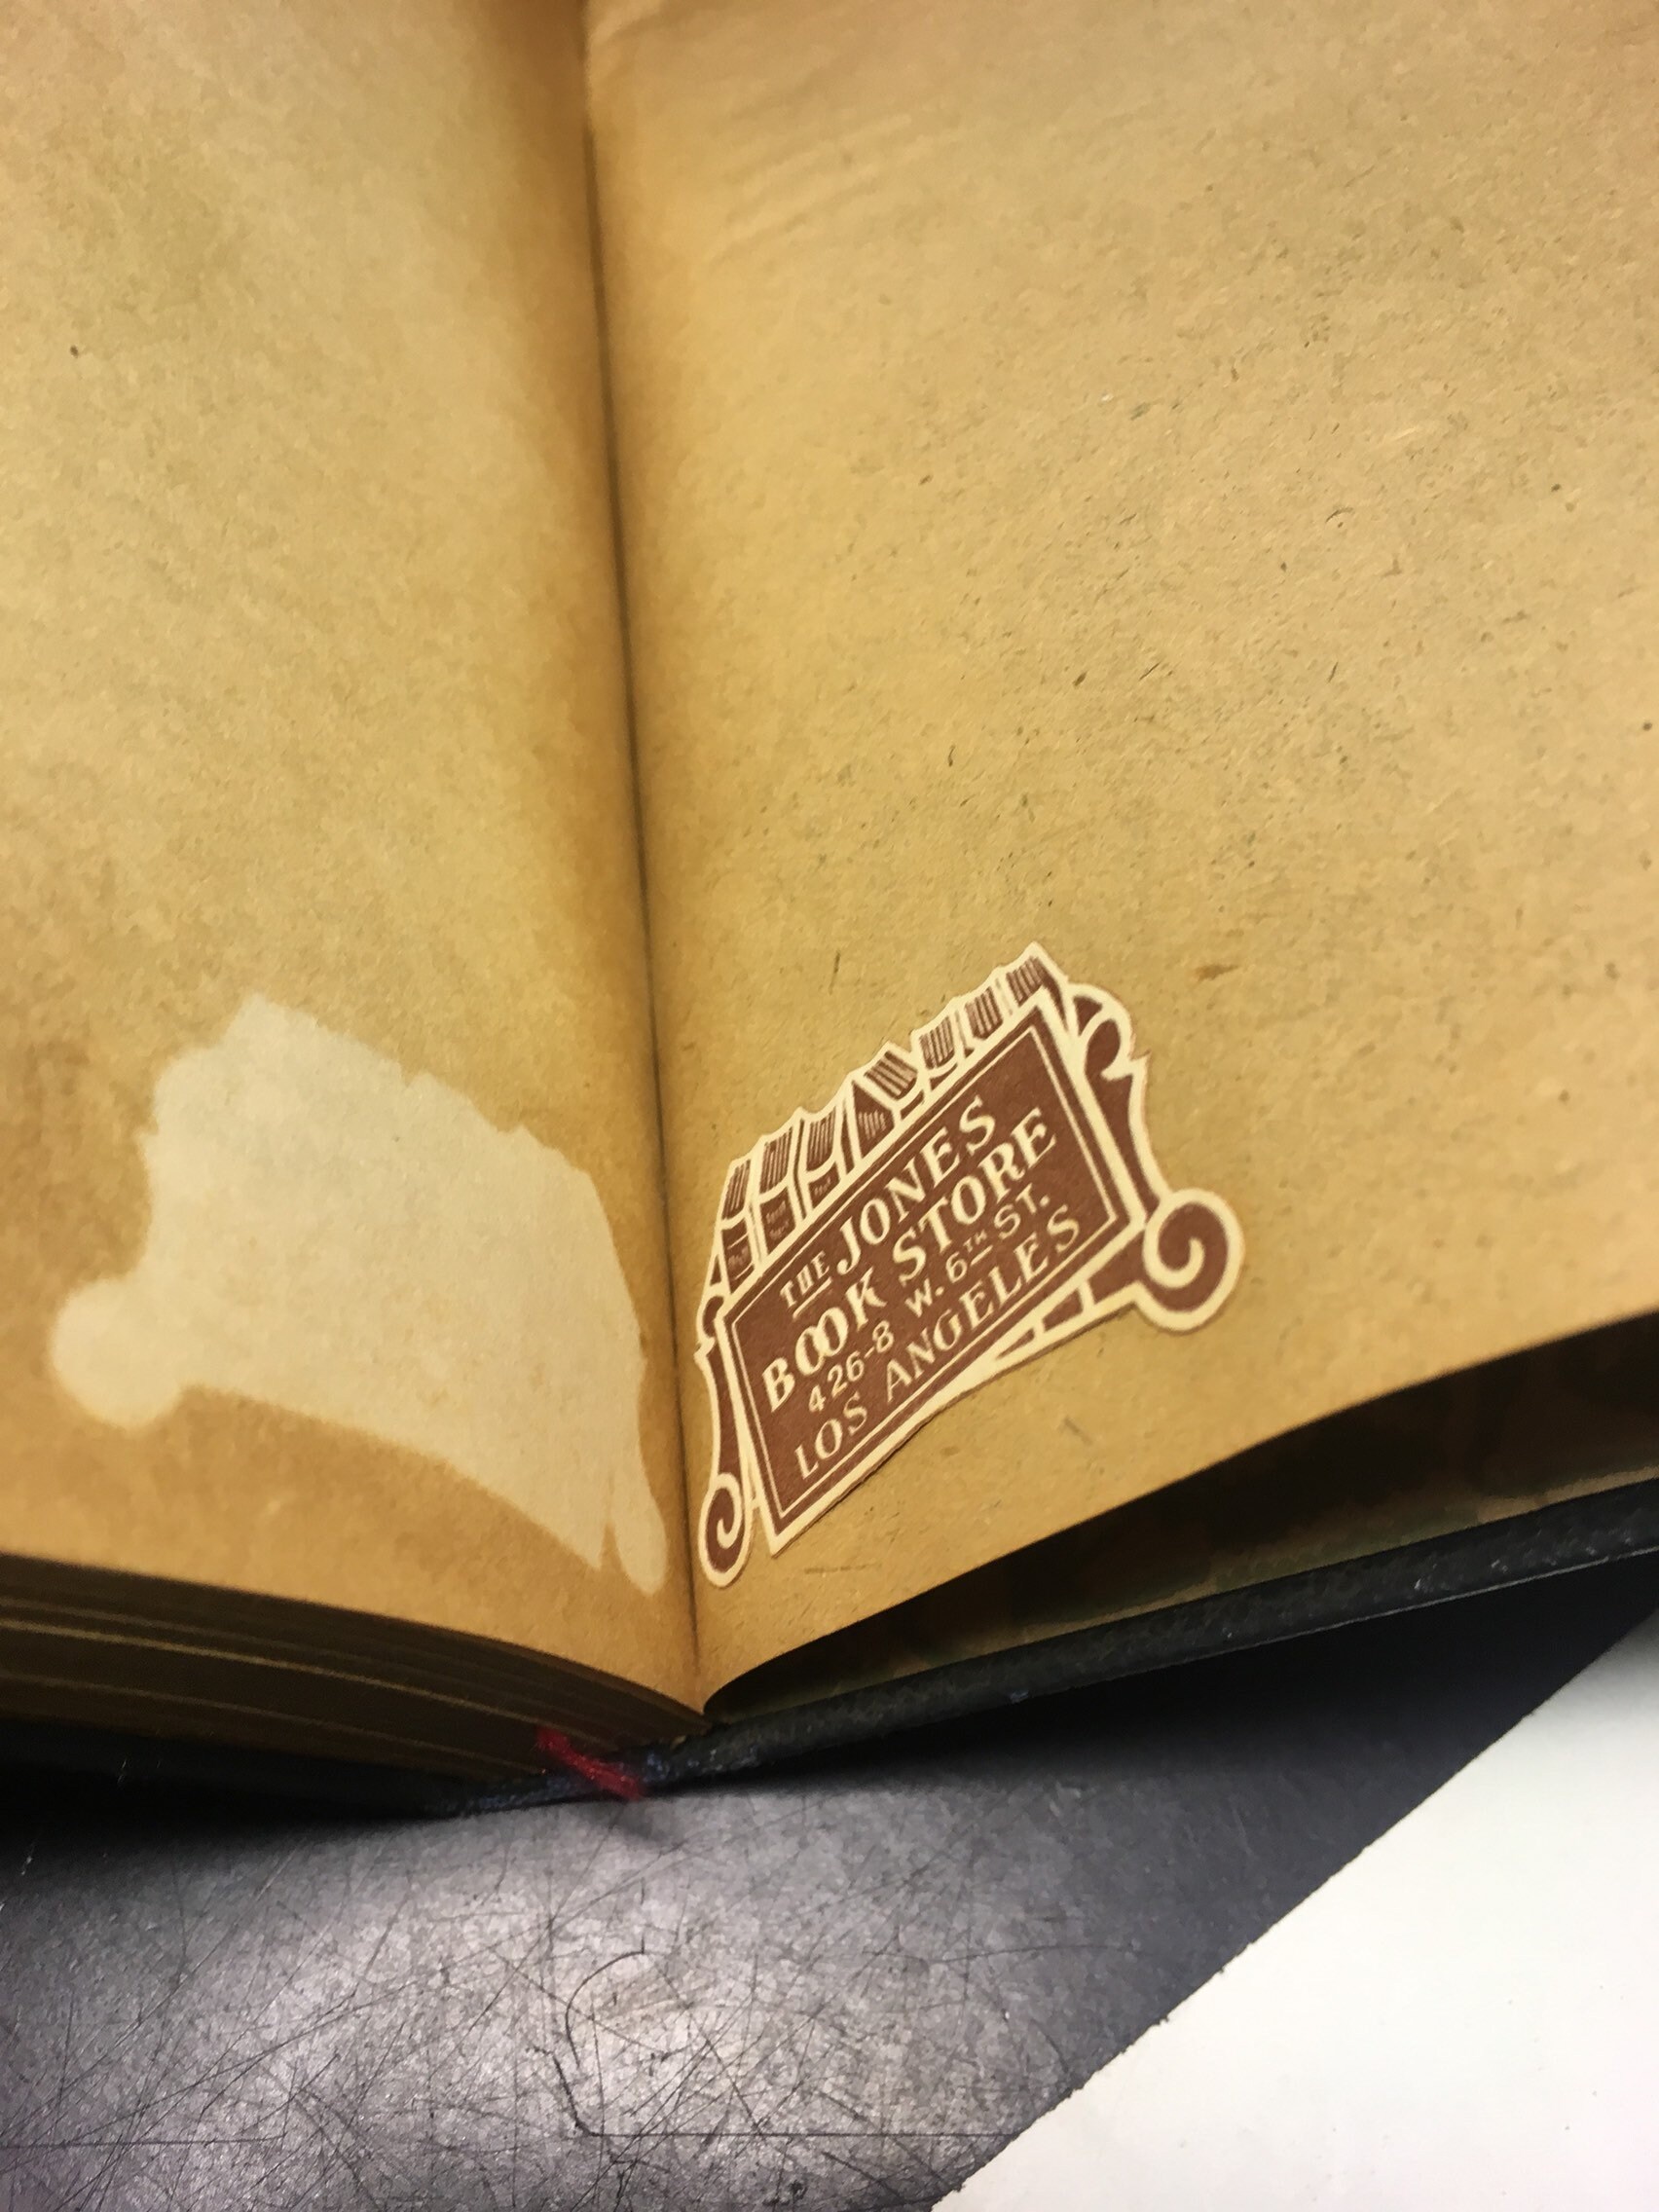 THE JONES
BOOK STORE
426-8 W. 6TH ST.
LOS ANGELES